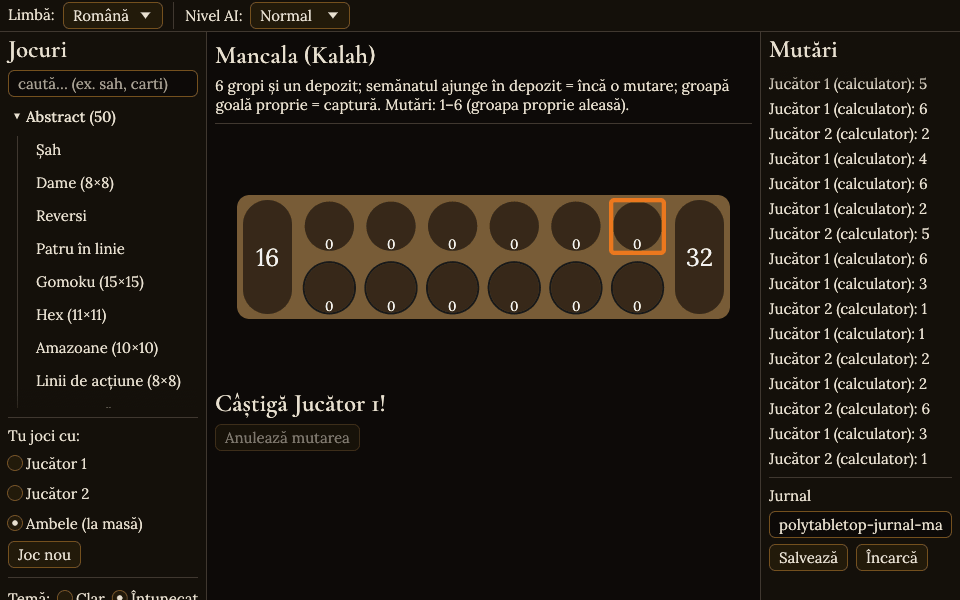 Limbă: Română Nivel AI: Normal
Jocuri
caută... (ex. sah, carti)
Abstract (50)
Șah
Dame (8×8)
Reversi
Patru în linie
Gomoku (15×15)
Hex (11×11)
Amazoane (10×10)
Linii de acțiune (8×8)
Tu joci cu:
Jucător 1
Jucător 2
Ambele (la masă)
Joc nou
Temă: Clar Întunecat
Mancala (Kalah)
6 gropi și un depozit; semănatul ajunge în depozit = încă o mutare; groapă
goală proprie = captură. Mutări: 1–6 (groapa proprie aleasă).
16
0 0 0 0 0 0
32
0 0 0 0 0 0
Câștigă Jucător 1!
Anulează mutarea
Mutări
Jucător 1 (calculator): 5
Jucător 1 (calculator): 6
Jucător 2 (calculator): 2
Jucător 1 (calculator): 4
Jucător 1 (calculator): 6
Jucător 1 (calculator): 2
Jucător 2 (calculator): 5
Jucător 1 (calculator): 6
Jucător 1 (calculator): 3
Jucător 2 (calculator): 1
Jucător 1 (calculator): 1
Jucător 2 (calculator): 2
Jucător 1 (calculator): 2
Jucător 2 (calculator): 6
Jucător 1 (calculator): 3
Jucător 2 (calculator): 1
Jurnal
polytabletop-jurnal-ma
Salvează Încarcă